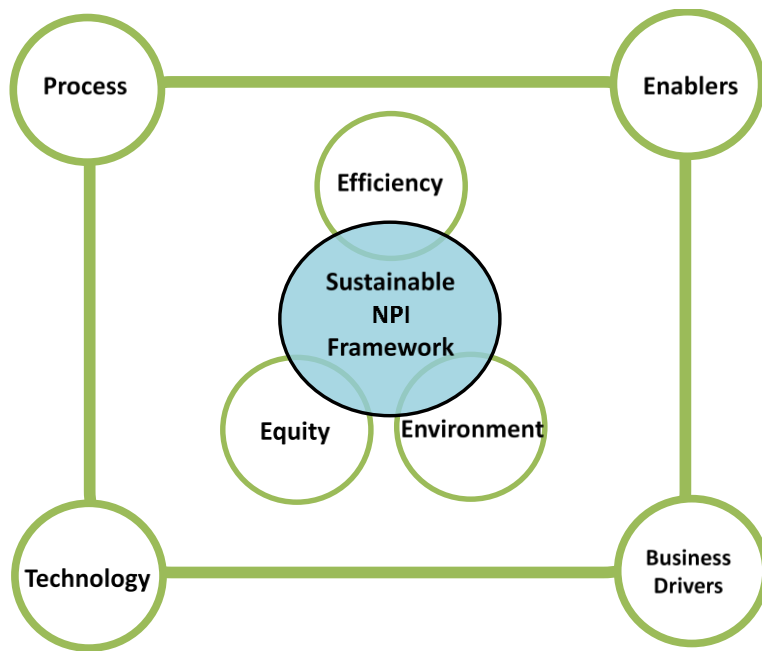 Process
Enablers
Efficiency
Sustainable
NPI
Framework
Equity
Environment
Technology
Business
Drivers